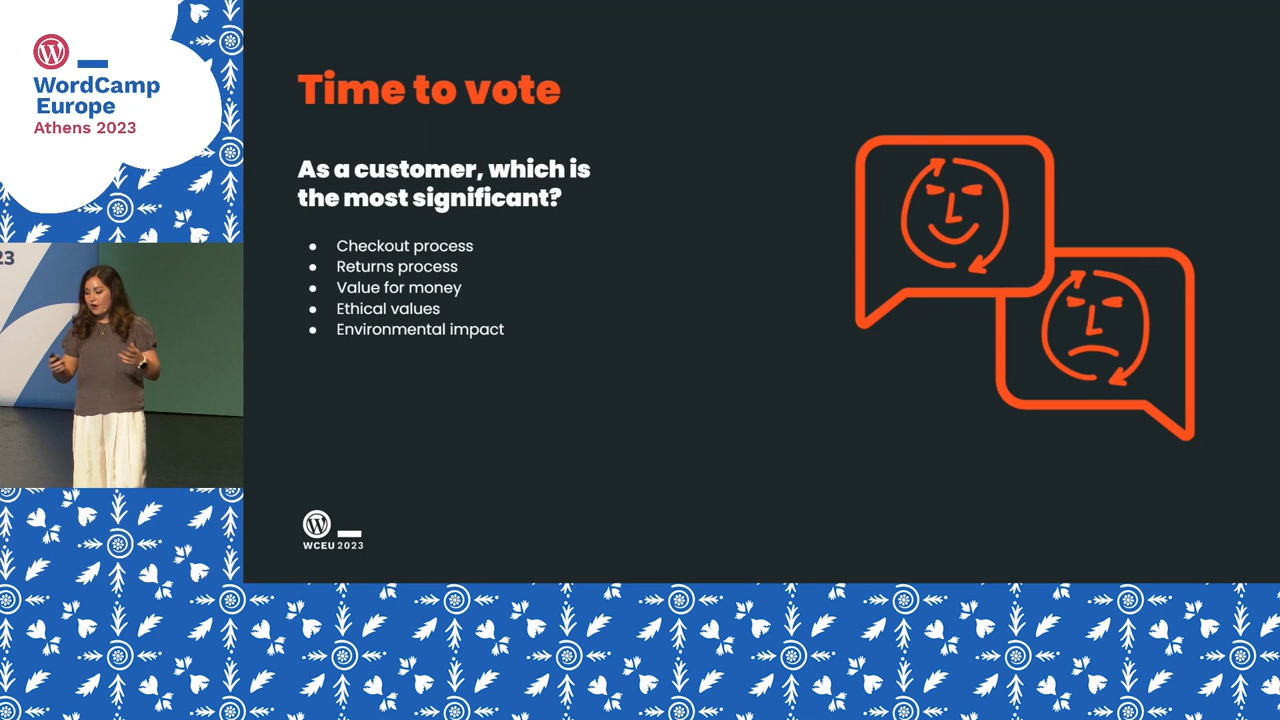 WordCamp
Europe
Athens 2023
23
Time to vote
As a customer, which is
the most significant?
• Checkout process
• Returns process
• Value for money
• Ethical values
• Environmental impact
WCEU 2023